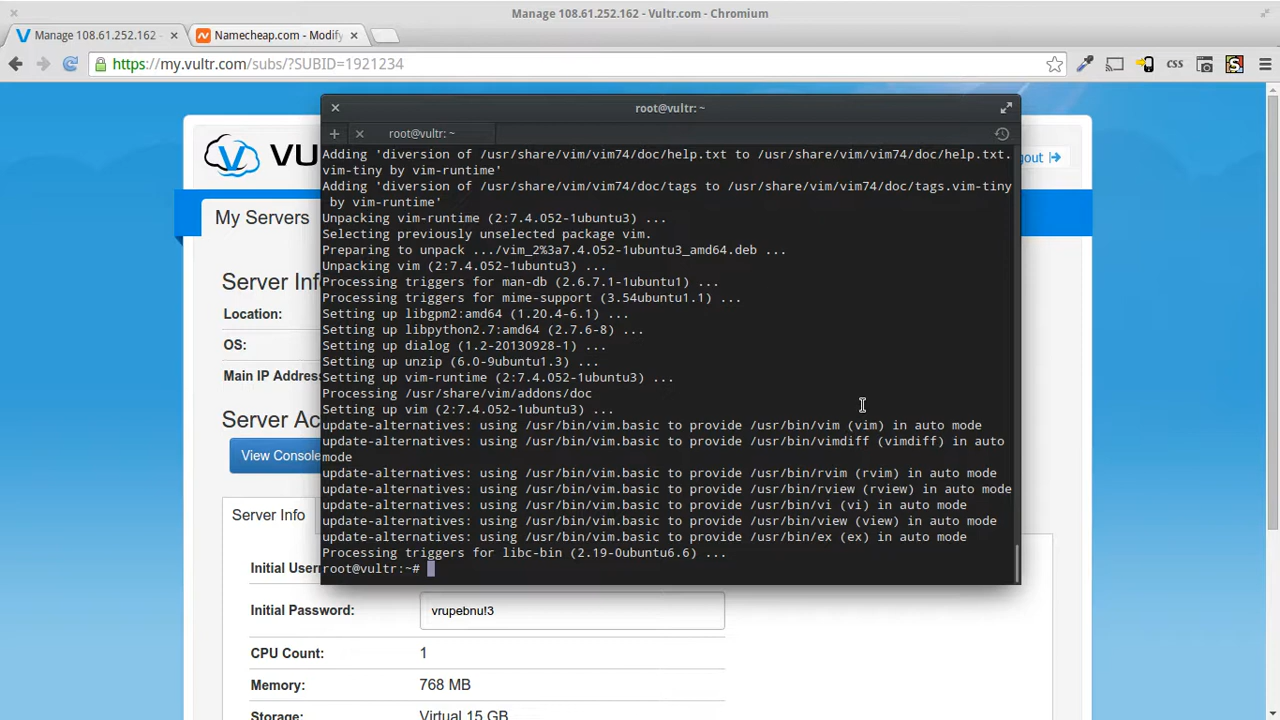 Manage 108.61.252.162 - Vultr.com - Chromium
Manage 108.61.252.162 -
Namecheap.com - Modify
https://my.vultr.com/subs/?SUBID=1921234
CSS
root@vultr: ~
root@vultr: ~
Adding 'diversion of /usr/share/vim/vim74/doc/help.txt to /usr/share/vim/vim74/doc/help.txt.
vim-tiny by vim-runtime'
Adding 'diversion of /usr/share/vim/vim74/doc/tags to /usr/share/vim/vim74/doc/tags.vim-tiny
by vim-runtime'
Unpacking vim-runtime (2:7.4.052-1ubuntu3) ...
Selecting previously unselected package vim.
Preparing to unpack .../vim_2%3a7.4.052-1ubuntu3_amd64.deb ...
Unpacking vim (2:7.4.052-1ubuntu3) ...
Processing triggers for man-db (2.6.7.1-1ubuntu1) ...
Processing triggers for mime-support (3.54ubuntu1.1) ...
Setting up libgpm2:amd64 (1.20.4-6.1) ...
Setting up libpython2.7:amd64 (2.7.6-8) ...
Setting up dialog (1.2-20130928-1) ...
Setting up unzip (6.0-9ubuntu1.3) ...
Setting up vim-runtime (2:7.4.052-1ubuntu3) ...
Processing /usr/share/vim/addons/doc
Setting up vim (2:7.4.052-1ubuntu3) ...
update-alternatives: using /usr/bin/vim.basic to provide /usr/bin/vim (vim) in auto mode
update-alternatives: using /usr/bin/vim.basic to provide /usr/bin/vimdiff (vimdiff) in auto
mode
update-alternatives: using /usr/bin/vim.basic to provide /usr/bin/rvim (rvim) in auto mode
update-alternatives: using /usr/bin/vim.basic to provide /usr/bin/rview (rview) in auto mode
update-alternatives: using /usr/bin/vim.basic to provide /usr/bin/vi (vi) in auto mode
update-alternatives: using /usr/bin/vim.basic to provide /usr/bin/view (view) in auto mode
update-alternatives: using /usr/bin/vim.basic to provide /usr/bin/ex (ex) in auto mode
Processing triggers for libc-bin (2.19-0ubuntu6.6) ...
root@vultr:~#
VU
gout
My Servers
Server Inf
Location:
OS:
Main IP Addres
Server Ac
View Console
Server Info
Initial Usern
Initial Password: vrupebnu!3
CPU Count: 1
Memory: 768 MB
Storage: Virtual 15 GB